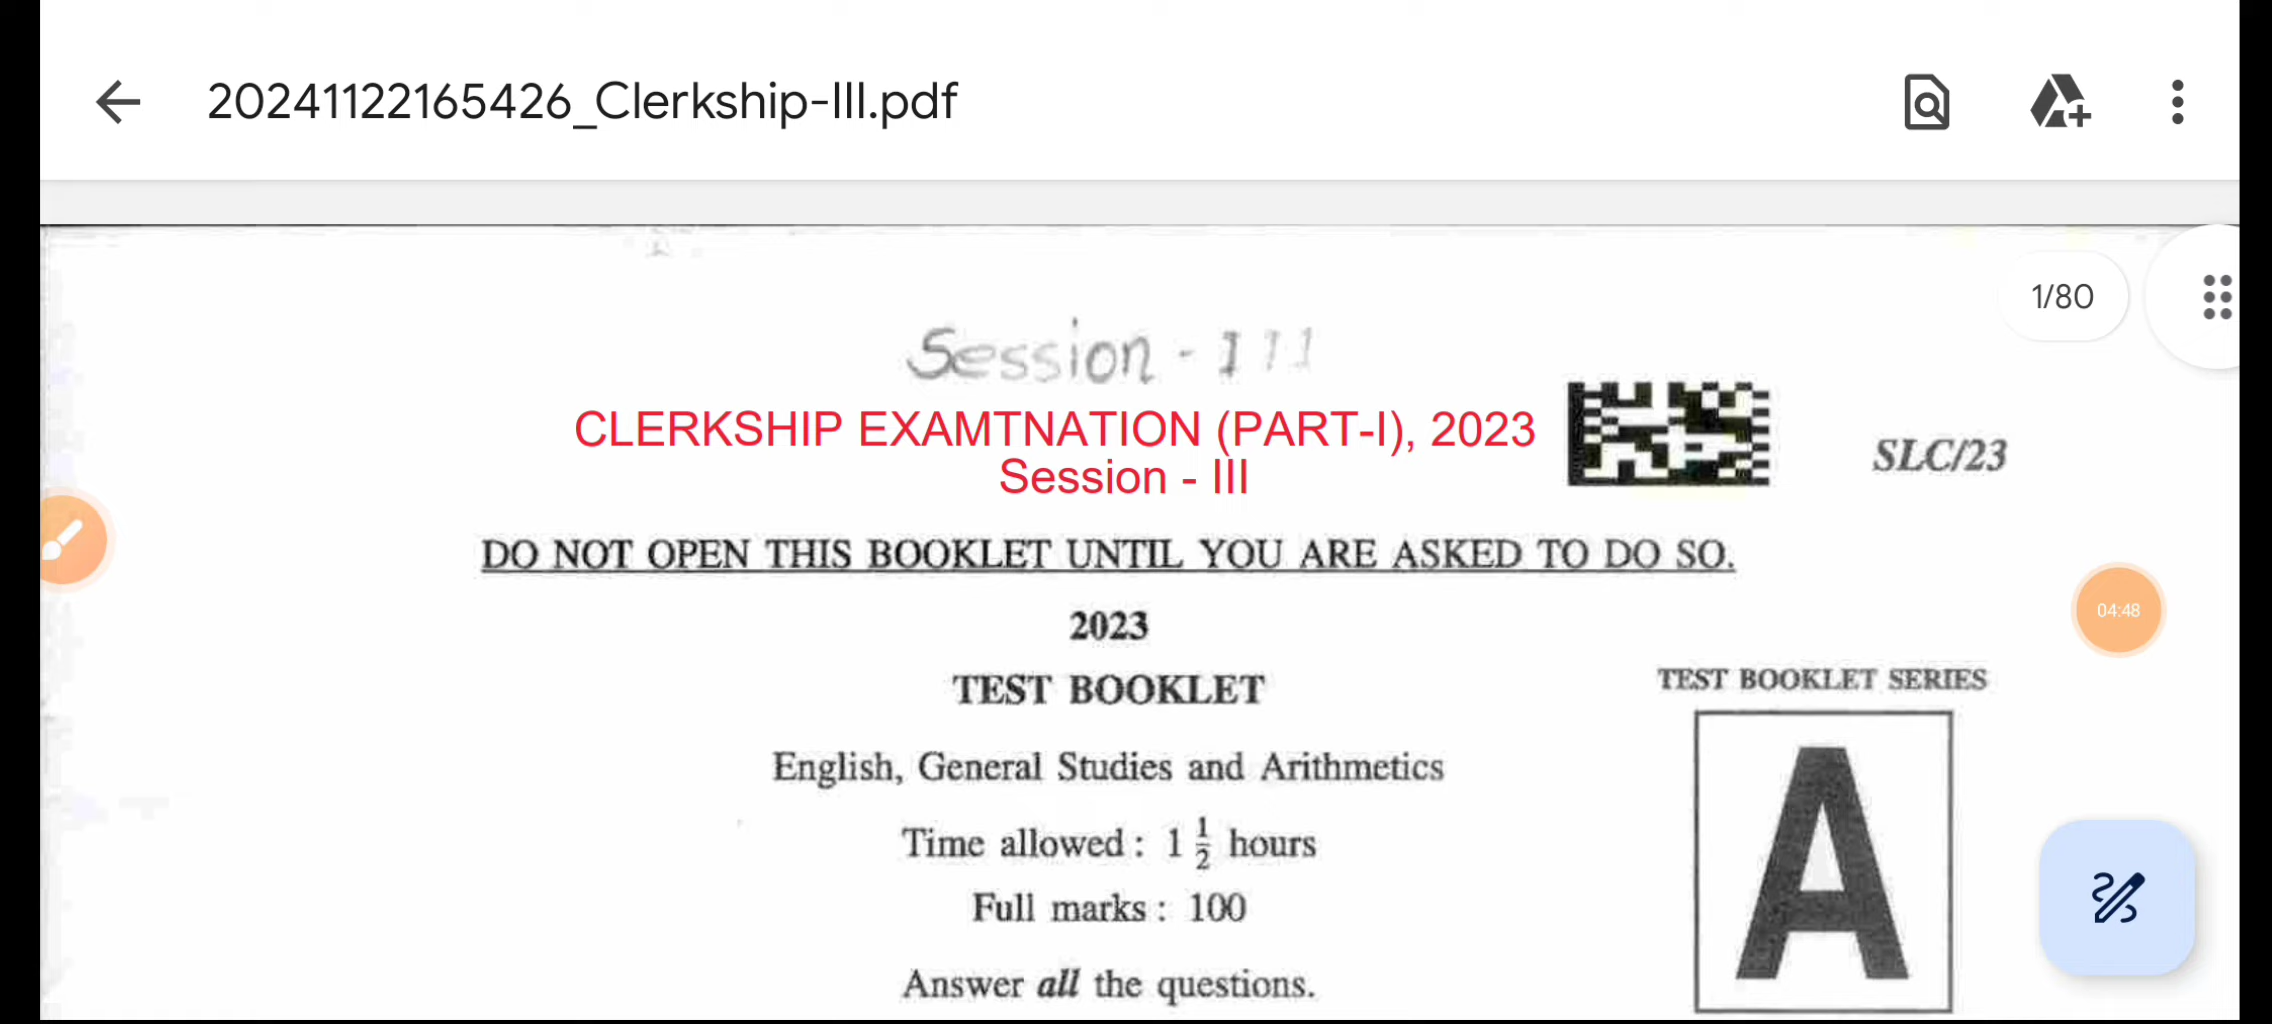 20241122165426_Clerkship-III.pdf
1/80
Session - III
CLERKSHIP EXAMTNATION (PART-I), 2023
Session - III
SLC/23
DO NOT OPEN THIS BOOKLET UNTIL YOU ARE ASKED TO DO SO.
04:48
2023
TEST BOOKLET
TEST BOOKLET SERIES
A
English, General Studies and Arithmetics
Time allowed : 1 1/2 hours
Full marks : 100
Answer all the questions.